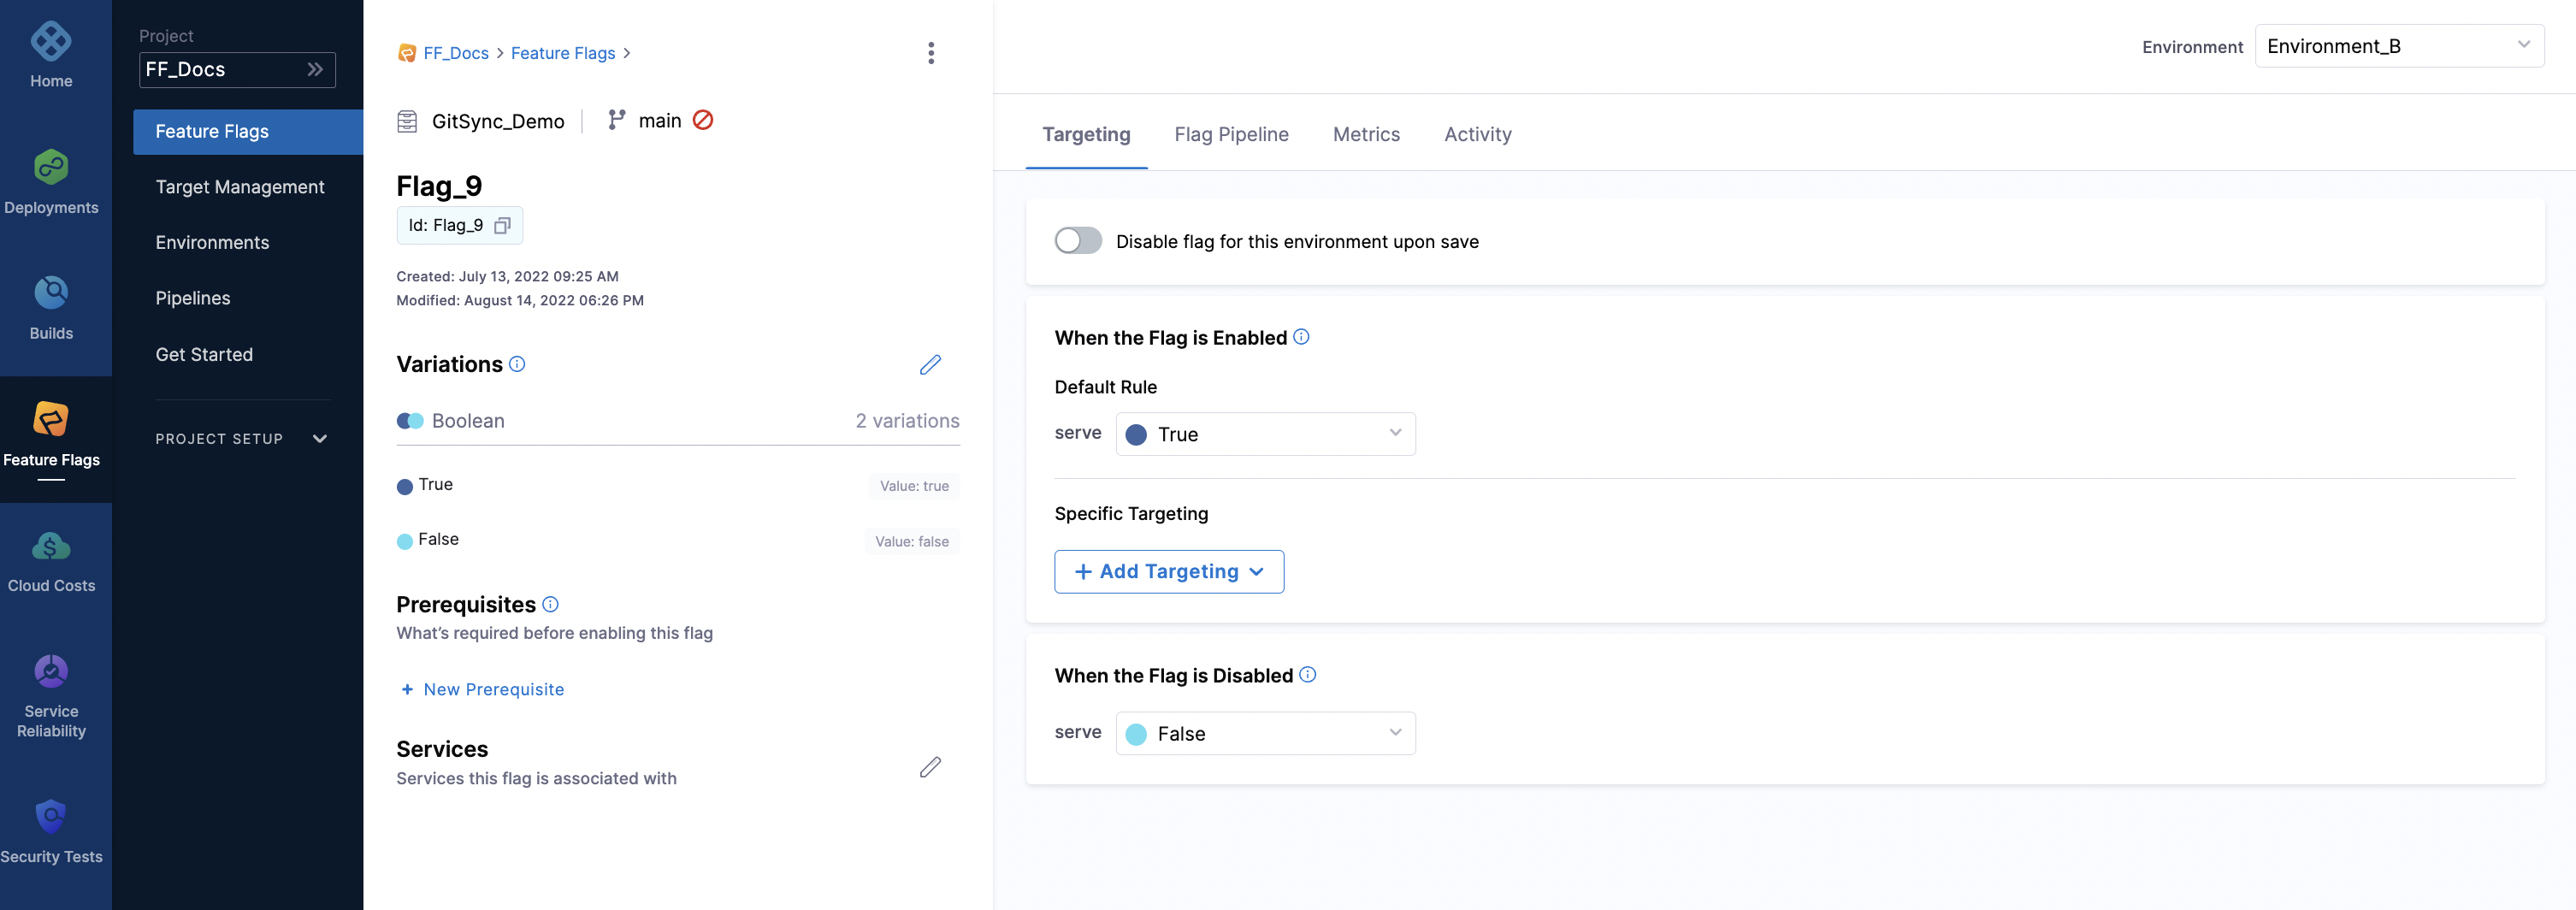 Home
Deployments
Builds
Feature Flags
Cloud Costs
Service
Reliability
Security Tests
Project
FF_Docs
Feature Flags
Target Management
Environments
Pipelines
Get Started
PROJECT SETUP
FF_Docs > Feature Flags >
GitSync_Demo main
Flag_9
Id: Flag_9
Created: July 13, 2022 09:25 AM
Modified: August 14, 2022 06:26 PM
Variations
Boolean 2 variations
True Value: true
False Value: false
Prerequisites
What’s required before enabling this flag
+ New Prerequisite
Services
Services this flag is associated with
Environment Environment_B
Targeting Flag Pipeline Metrics Activity
Disable flag for this environment upon save
When the Flag is Enabled
Default Rule
serve True
Specific Targeting
+ Add Targeting
When the Flag is Disabled
serve False